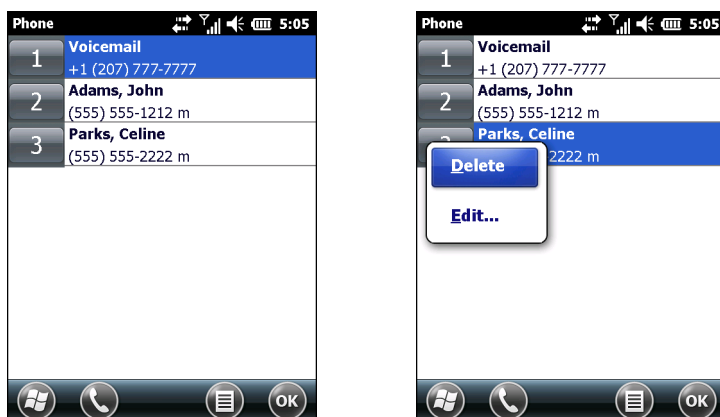 Phone 5:05
1 Voicemail
+1 (207) 777-7777
2 Adams, John
(555) 555-1212 m
3 Parks, Celine
(555) 555-2222 m
OK
Phone 5:05
1 Voicemail
+1 (207) 777-7777
2 Adams, John
(555) 555-1212 m
Parks, Celine
2222 m
Delete
Edit...
OK